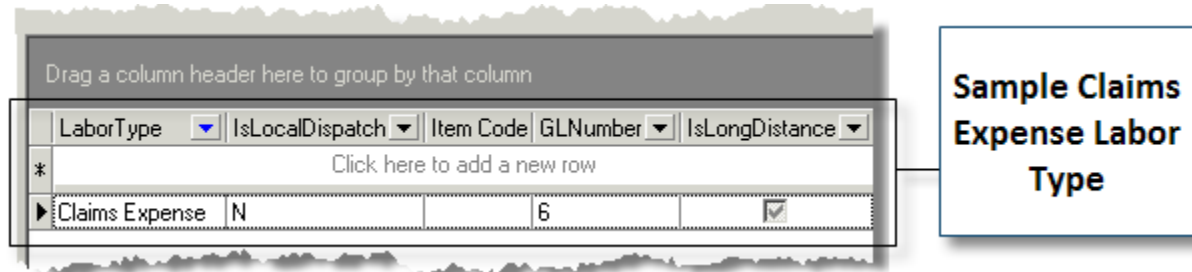 Drag a column header here to group by that column
LaborType IsLocalDispatch Item Code GLNumber IsLongDistance
* Click here to add a new row
Claims Expense N 6
Sample Claims
Expense Labor
Type